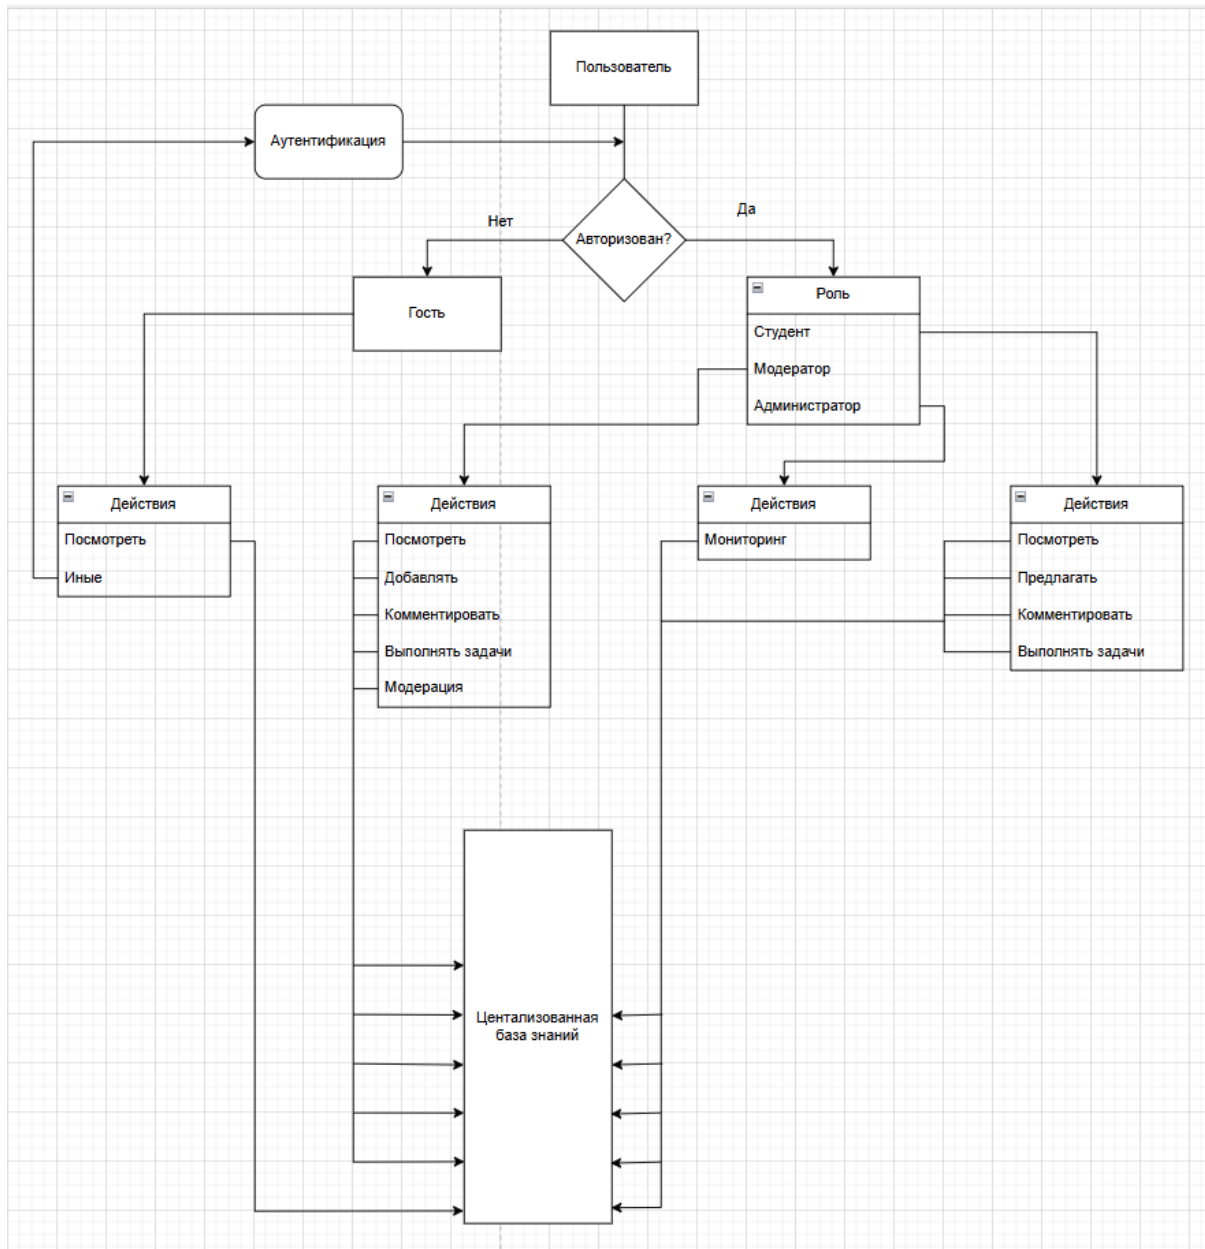 Пользователь
Аутентификация
Нет
Да
Авторизован?
Гость
Роль
Студент
Модератор
Администратор
Действия
Посмотреть
Иные
Действия
Посмотреть
Добавлять
Комментировать
Выполнять задачи
Модерация
Действия
Мониторинг
Действия
Посмотреть
Предлагать
Комментировать
Выполнять задачи
Центализованная
база знаний